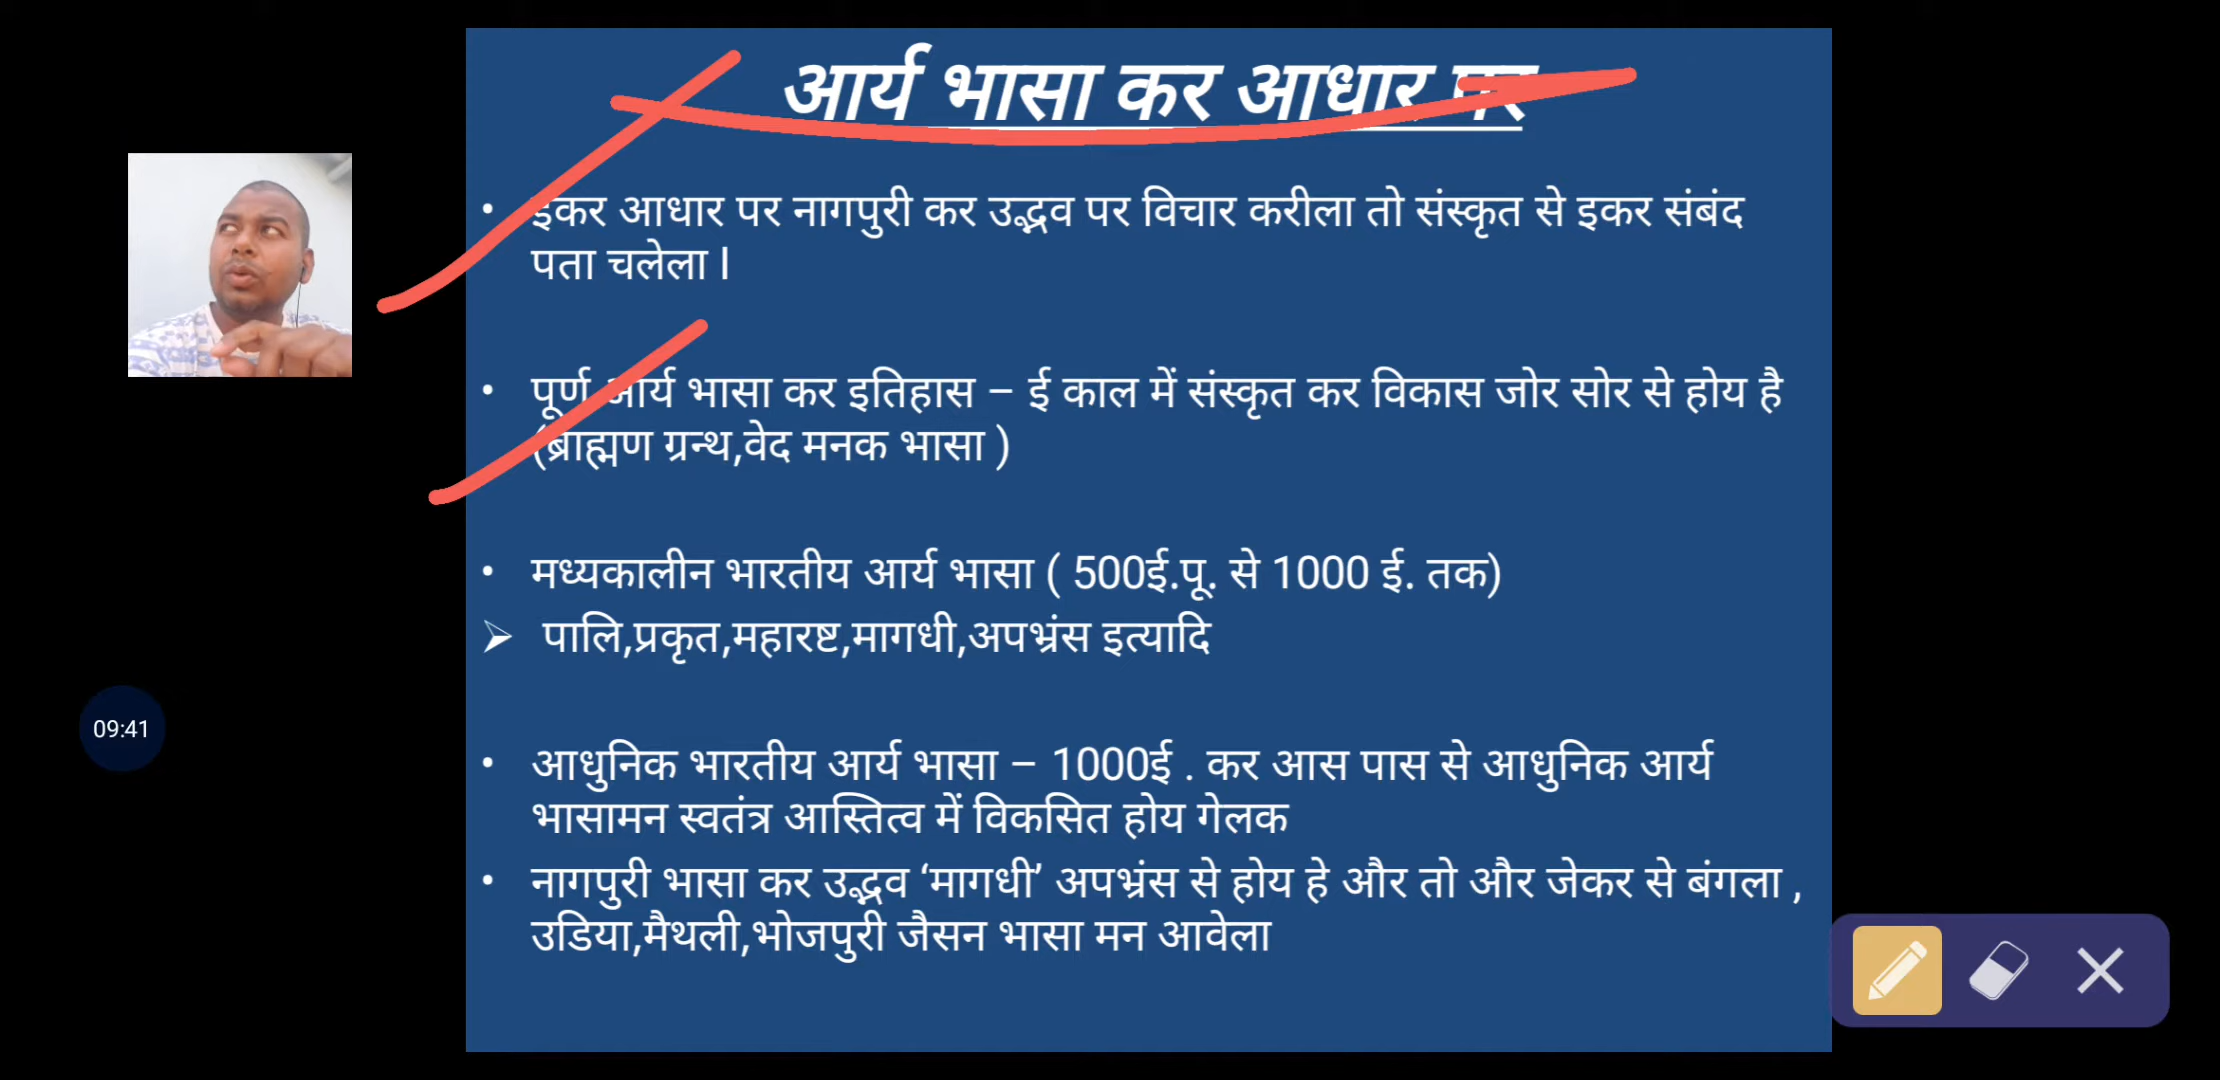 आर्य भासा कर आधार पर
• इकर आधार पर नागपुरी कर उद्भव पर विचार करीला तो संस्कृत से इकर संबंद
पता चलेला l
• पूर्ण आर्य भासा कर इतिहास – ई काल में संस्कृत कर विकास जोर सोर से होय है
(ब्राह्मण ग्रन्थ,वेद मनक भासा )
• मध्यकालीन भारतीय आर्य भासा ( 500ई.पू. से 1000 ई. तक)
➢ पालि,प्रकृत,महारष्ट,मागधी,अपभ्रंस इत्यादि
09:41
• आधुनिक भारतीय आर्य भासा – 1000ई . कर आस पास से आधुनिक आर्य
भासामन स्वतंत्र आस्तित्व में विकसित होय गेलक
• नागपुरी भासा कर उद्भव ‘मागधी’ अपभ्रंस से होय हे और तो और जेकर से बंगला ,
उडिया,मैथली,भोजपुरी जैसन भासा मन आवेला